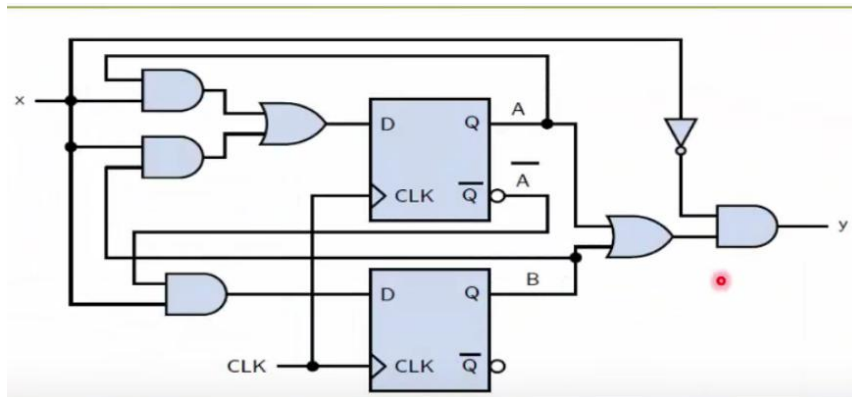 x
D Q A
CLK Q̅ A̅
y
D Q B
CLK CLK Q̅